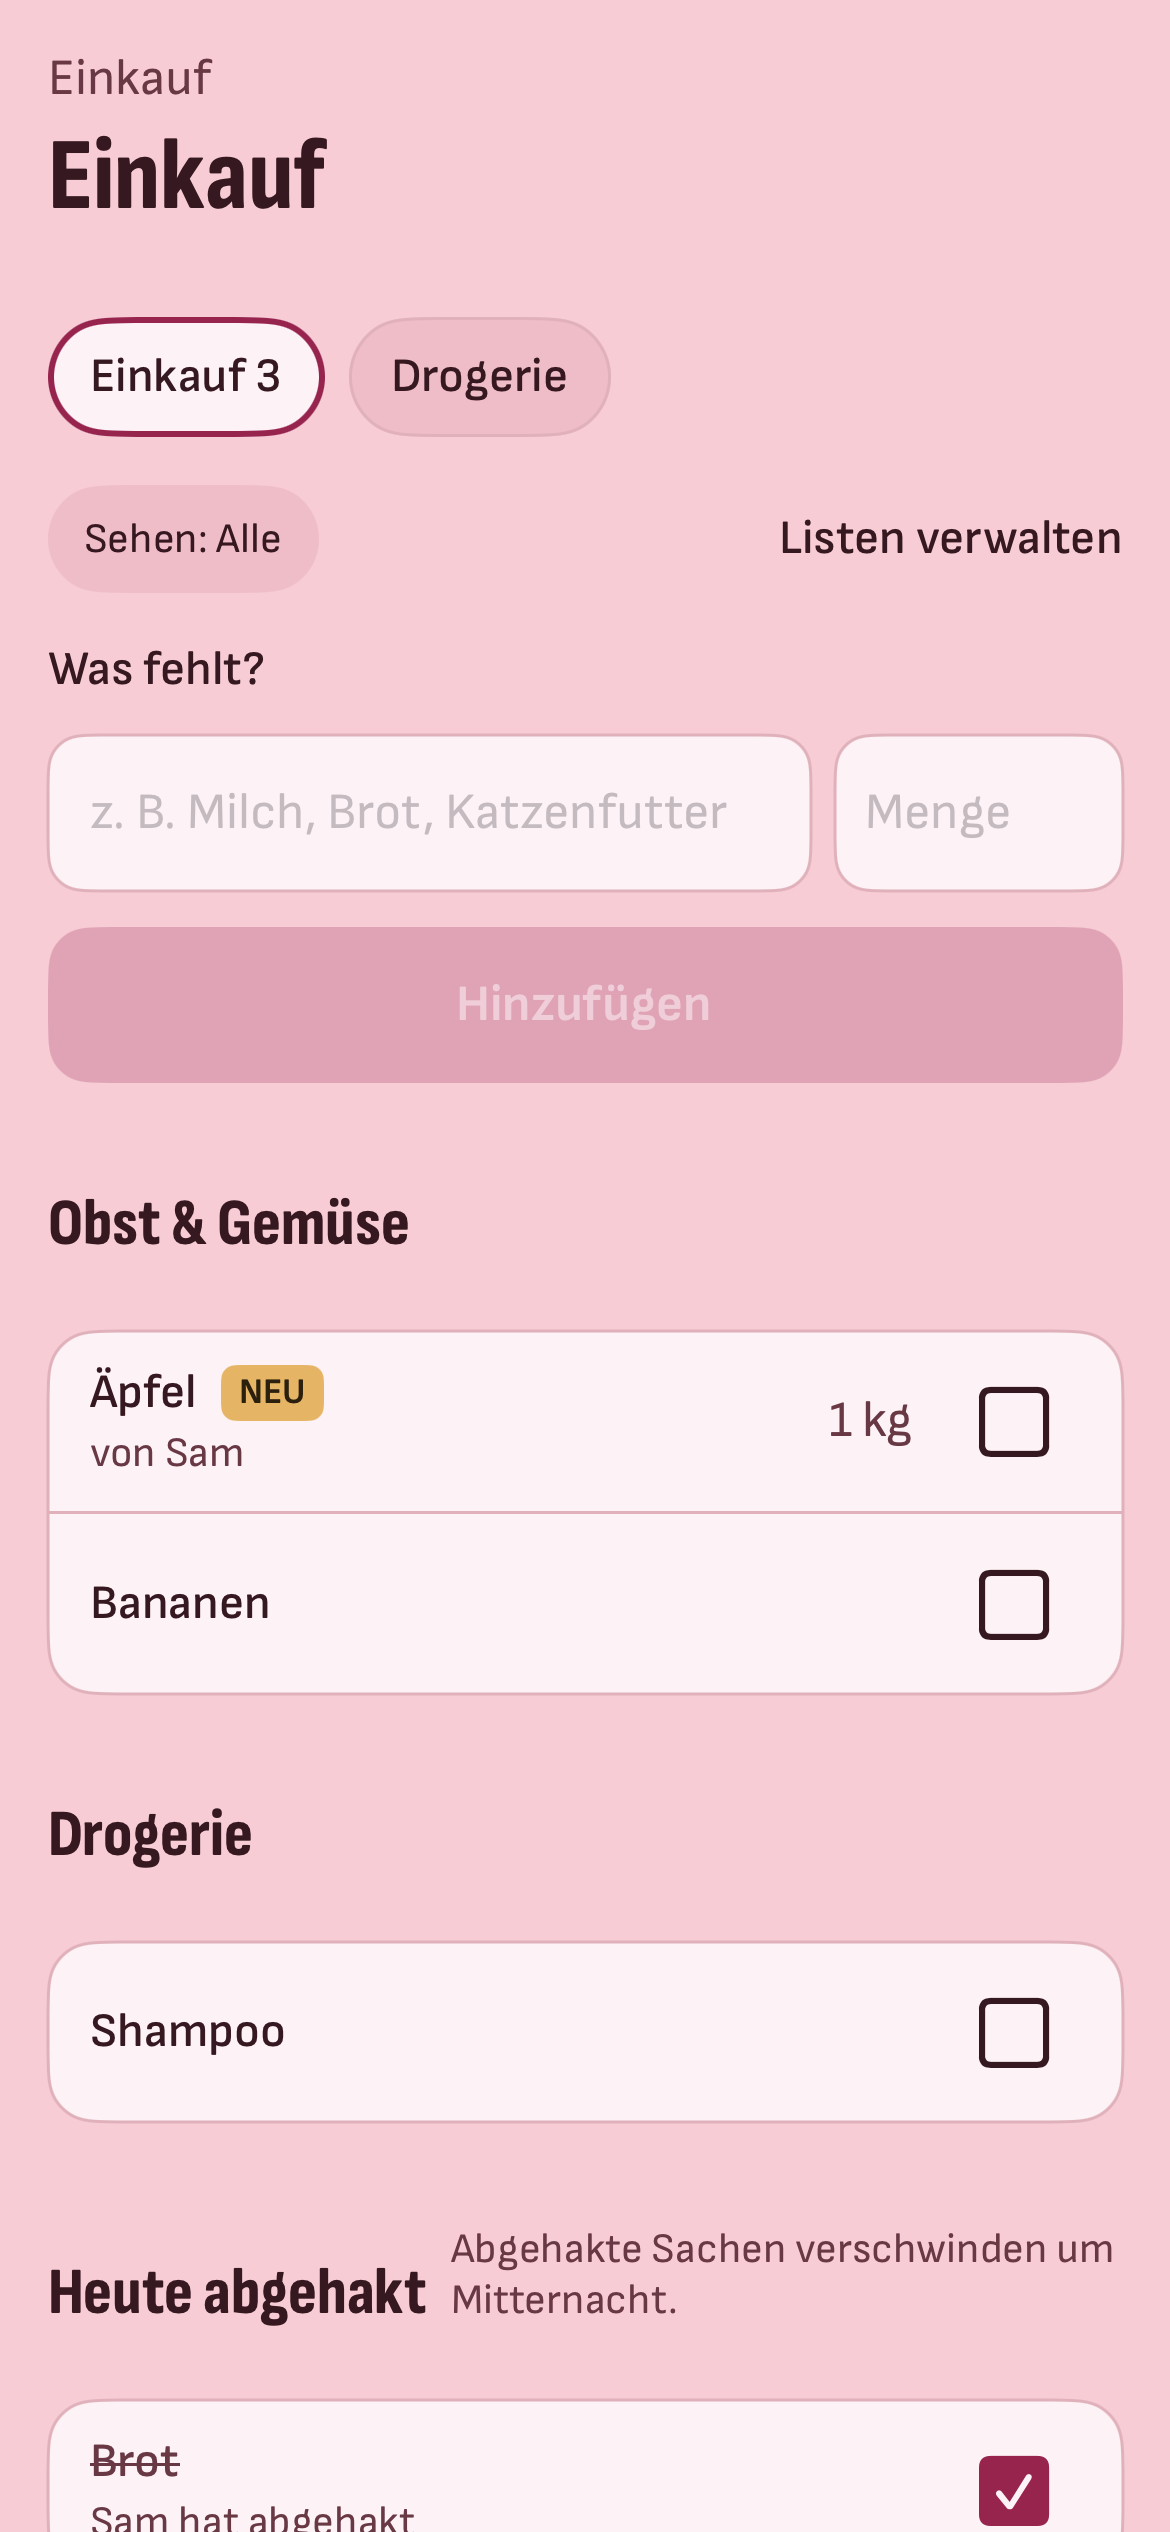 Einkauf
Einkauf
Einkauf 3
Drogerie
Sehen: Alle
Listen verwalten
Was fehlt?
z. B. Milch, Brot, Katzenfutter
Menge
Hinzufügen
Obst & Gemüse
Äpfel NEU
von Sam
1 kg
Bananen
Drogerie
Shampoo
Heute abgehakt
Abgehakte Sachen verschwinden um
Mitternacht.
Brot
Sam hat abgehakt